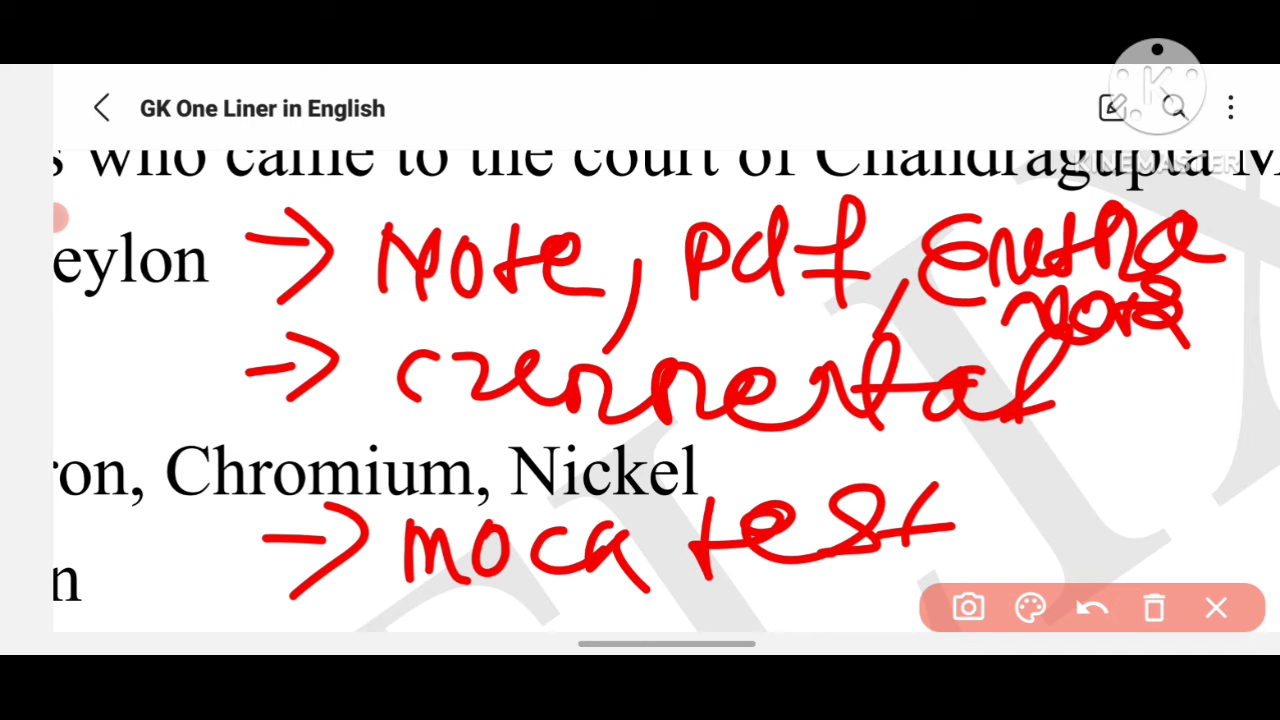 GK One Liner in English
KINEMASTER
who came to the court of Chandragupta M
eylon → Note, Pdf,
→
ron, Chromium, Nickel
→ mock test
n